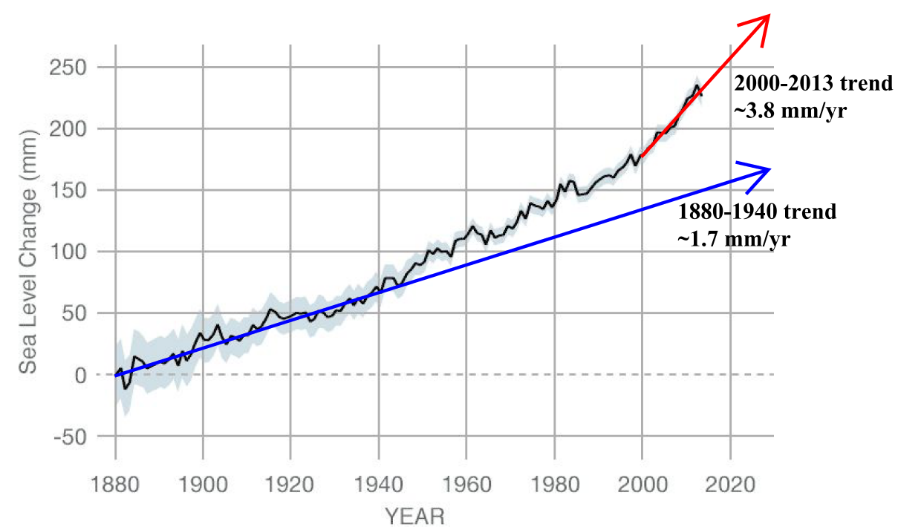 250
200
150
100
50
0
-50
Sea Level Change (mm)
2000-2013 trend
~3.8 mm/yr
1880-1940 trend
~1.7 mm/yr
1880 1900 1920 1940 1960 1980 2000 2020
YEAR